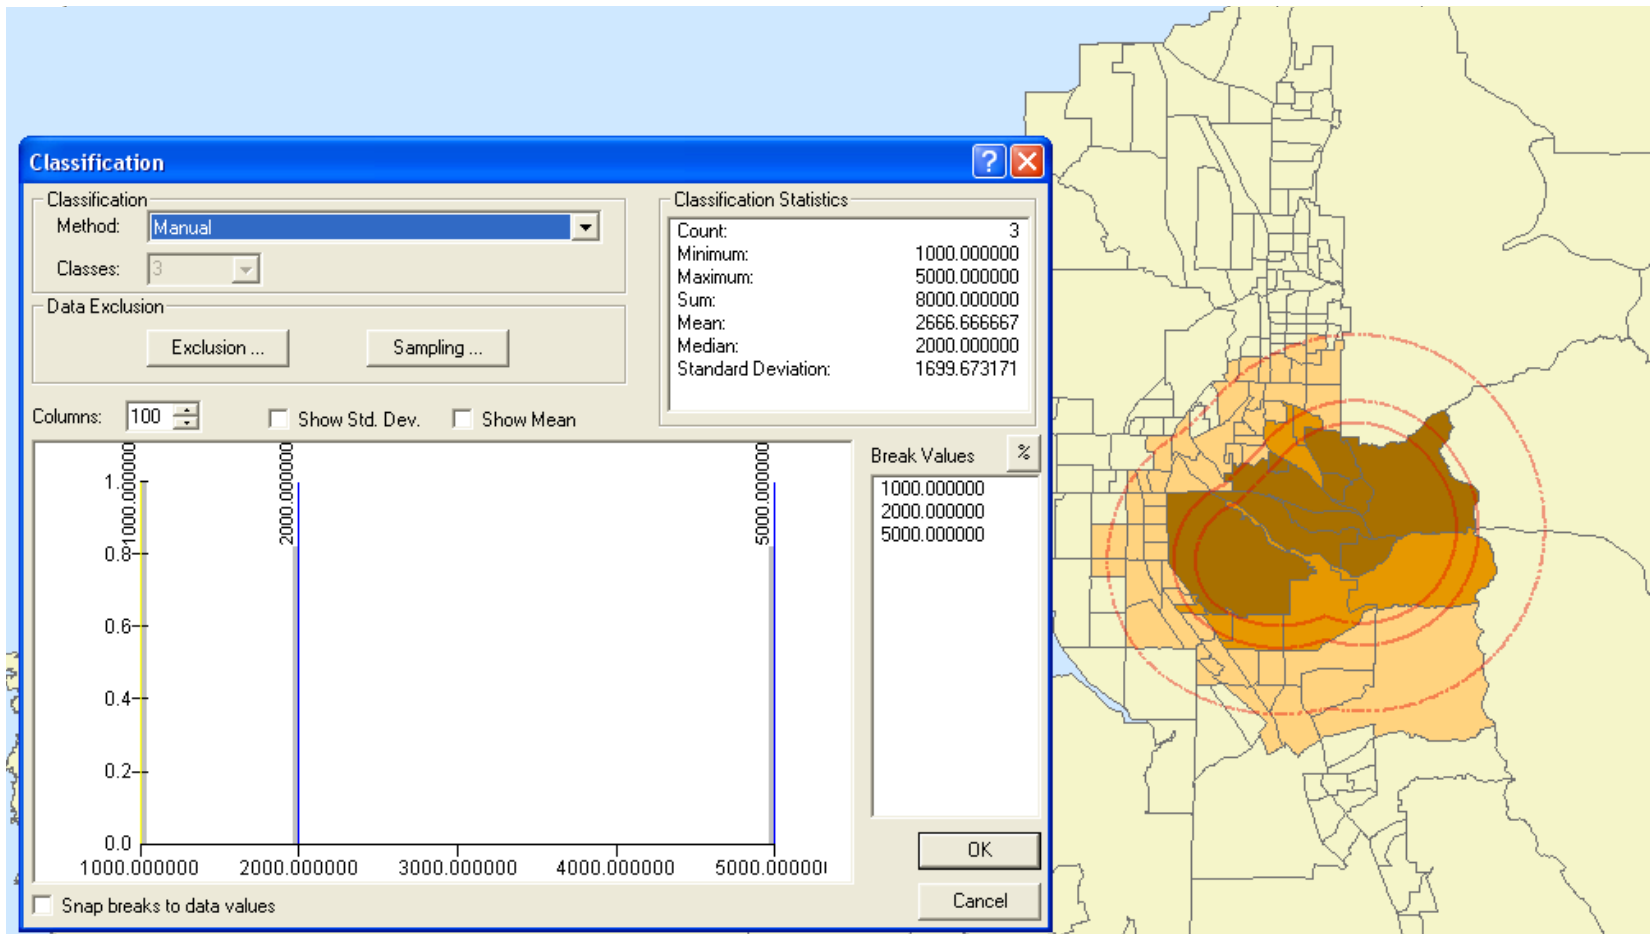 Classification
Classification
Method: Manual
Classes: 3
Data Exclusion
Exclusion ...
Sampling ...
Classification Statistics
Count: 3
Minimum: 1000.000000
Maximum: 5000.000000
Sum: 8000.000000
Mean: 2666.666667
Median: 2000.000000
Standard Deviation: 1699.673171
Columns: 100
Show Std. Dev.
Show Mean
Break Values
%
1000.000000
2000.000000
5000.000000
1000.000000
2000.000000
5000.000000
1.
0.8
0.6
0.4
0.2
0.0
1000.000000 2000.000000 3000.000000 4000.000000 5000.000000
OK
Cancel
Snap breaks to data values